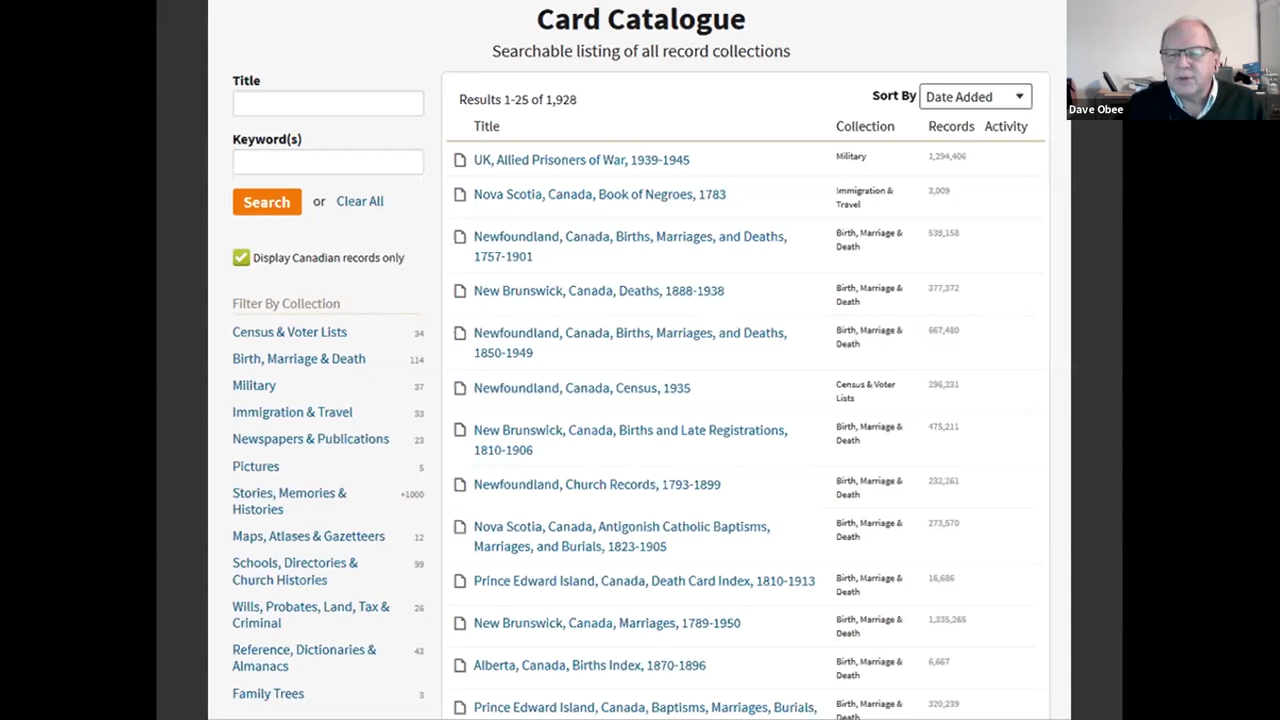 Card Catalogue
Searchable listing of all record collections
Dave Obee
Title
Keyword(s)
Search or Clear All
Display Canadian records only
Filter By Collection
Census & Voter Lists 34
Birth, Marriage & Death 114
Military 37
Immigration & Travel 33
Newspapers & Publications 23
Pictures 5
Stories, Memories & +1000
Histories
Maps, Atlases & Gazetteers 12
Schools, Directories & 99
Church Histories
Wills, Probates, Land, Tax & 26
Criminal
Reference, Dictionaries & 43
Almanacs
Family Trees 3
Results 1-25 of 1,928
Sort By Date Added
Title Collection Records Activity
UK, Allied Prisoners of War, 1939-1945 Military 1,294,406
Nova Scotia, Canada, Book of Negroes, 1783 Immigration & 3,009
Travel
Newfoundland, Canada, Births, Marriages, and Deaths, Birth, Marriage & 539,158
1757-1901 Death
New Brunswick, Canada, Deaths, 1888-1938 Birth, Marriage & 377,372
Death
Newfoundland, Canada, Births, Marriages, and Deaths, Birth, Marriage & 667,480
1850-1949 Death
Newfoundland, Canada, Census, 1935 Census & Voter 296,231
Lists
New Brunswick, Canada, Births and Late Registrations, Birth, Marriage & 475,211
1810-1906 Death
Newfoundland, Church Records, 1793-1899 Birth, Marriage & 232,261
Death
Nova Scotia, Canada, Antigonish Catholic Baptisms, Birth, Marriage & 273,570
Marriages, and Burials, 1823-1905 Death
Prince Edward Island, Canada, Death Card Index, 1810-1913 Birth, Marriage & 16,686
Death
New Brunswick, Canada, Marriages, 1789-1950 Birth, Marriage & 1,335,265
Death
Alberta, Canada, Births Index, 1870-1896 Birth, Marriage & 6,667
Death
Prince Edward Island, Canada, Baptisms, Marriages, Burials, Birth, Marriage & 320,239
Death